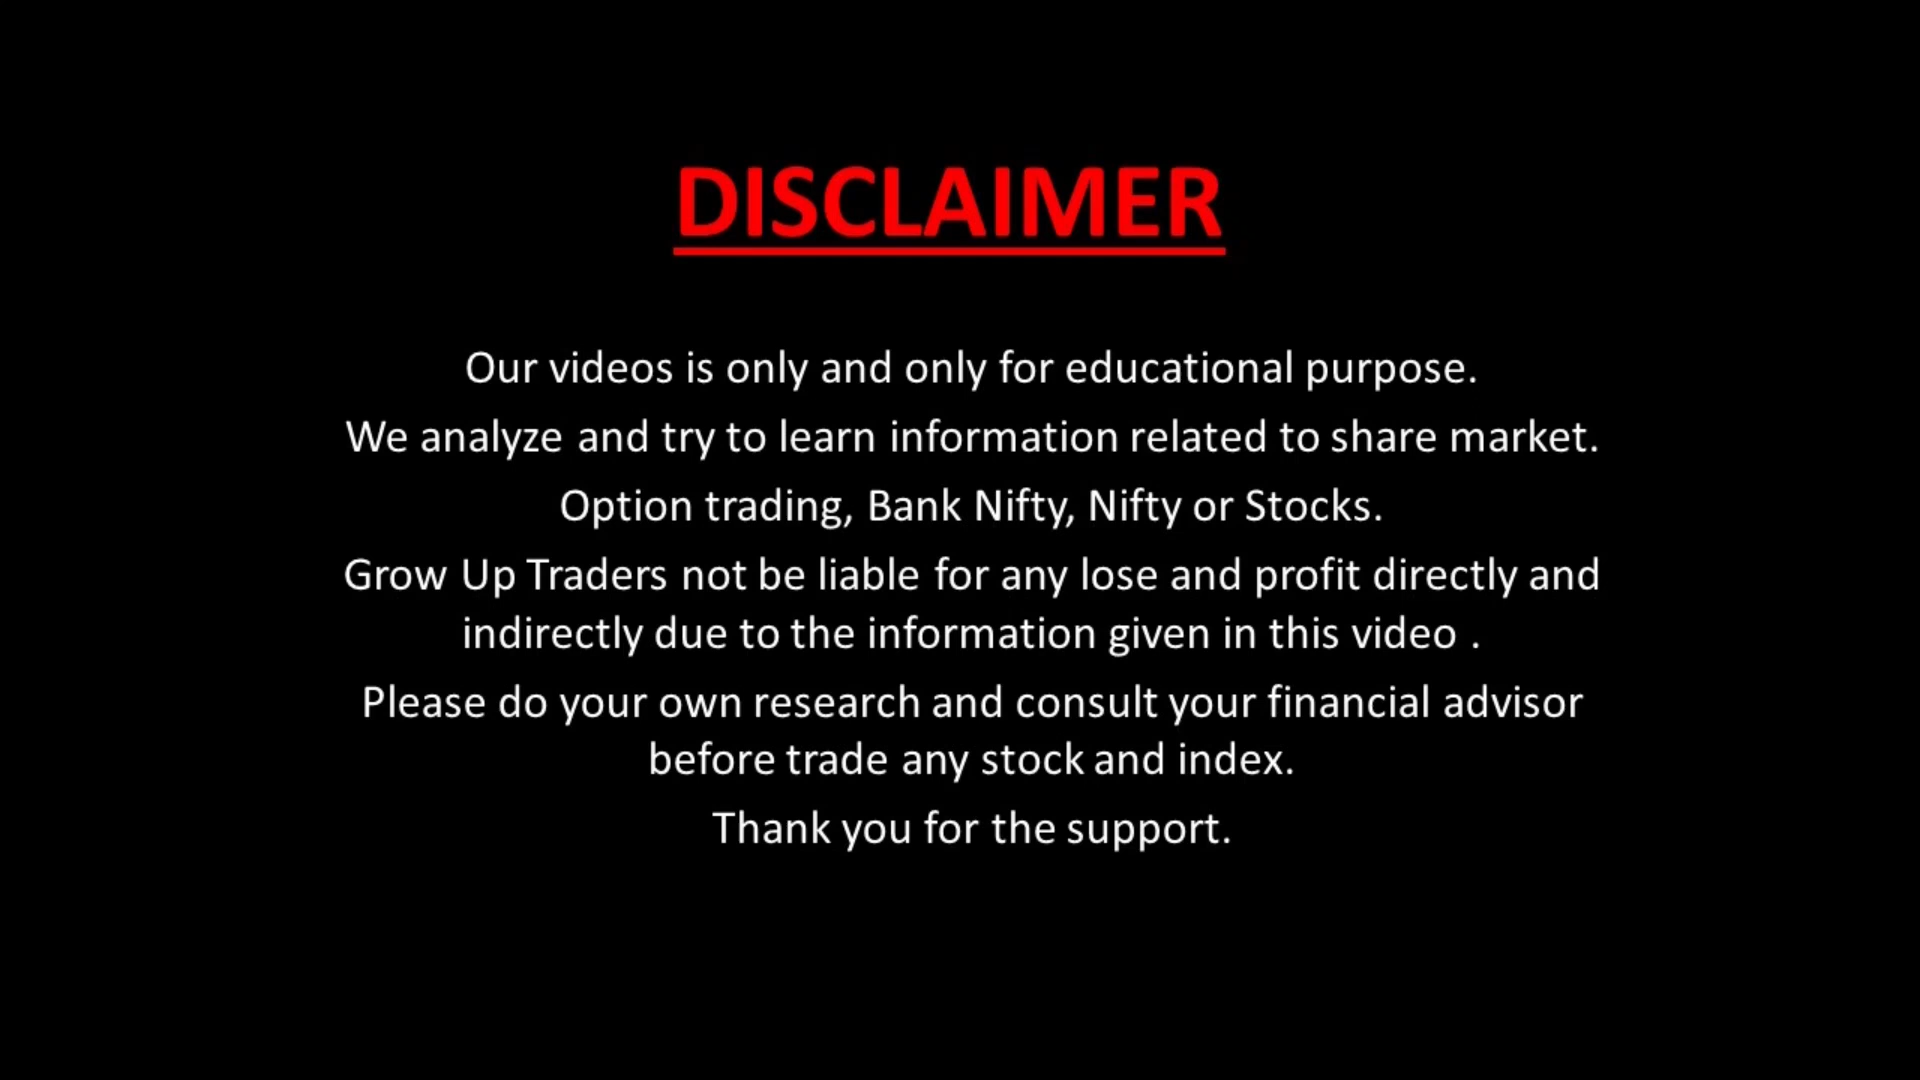 DISCLAIMER
Our videos is only and only for educational purpose.
We analyze and try to learn information related to share market.
Option trading, Bank Nifty, Nifty or Stocks.
Grow Up Traders not be liable for any lose and profit directly and
indirectly due to the information given in this video .
Please do your own research and consult your financial advisor
before trade any stock and index.
Thank you for the support.